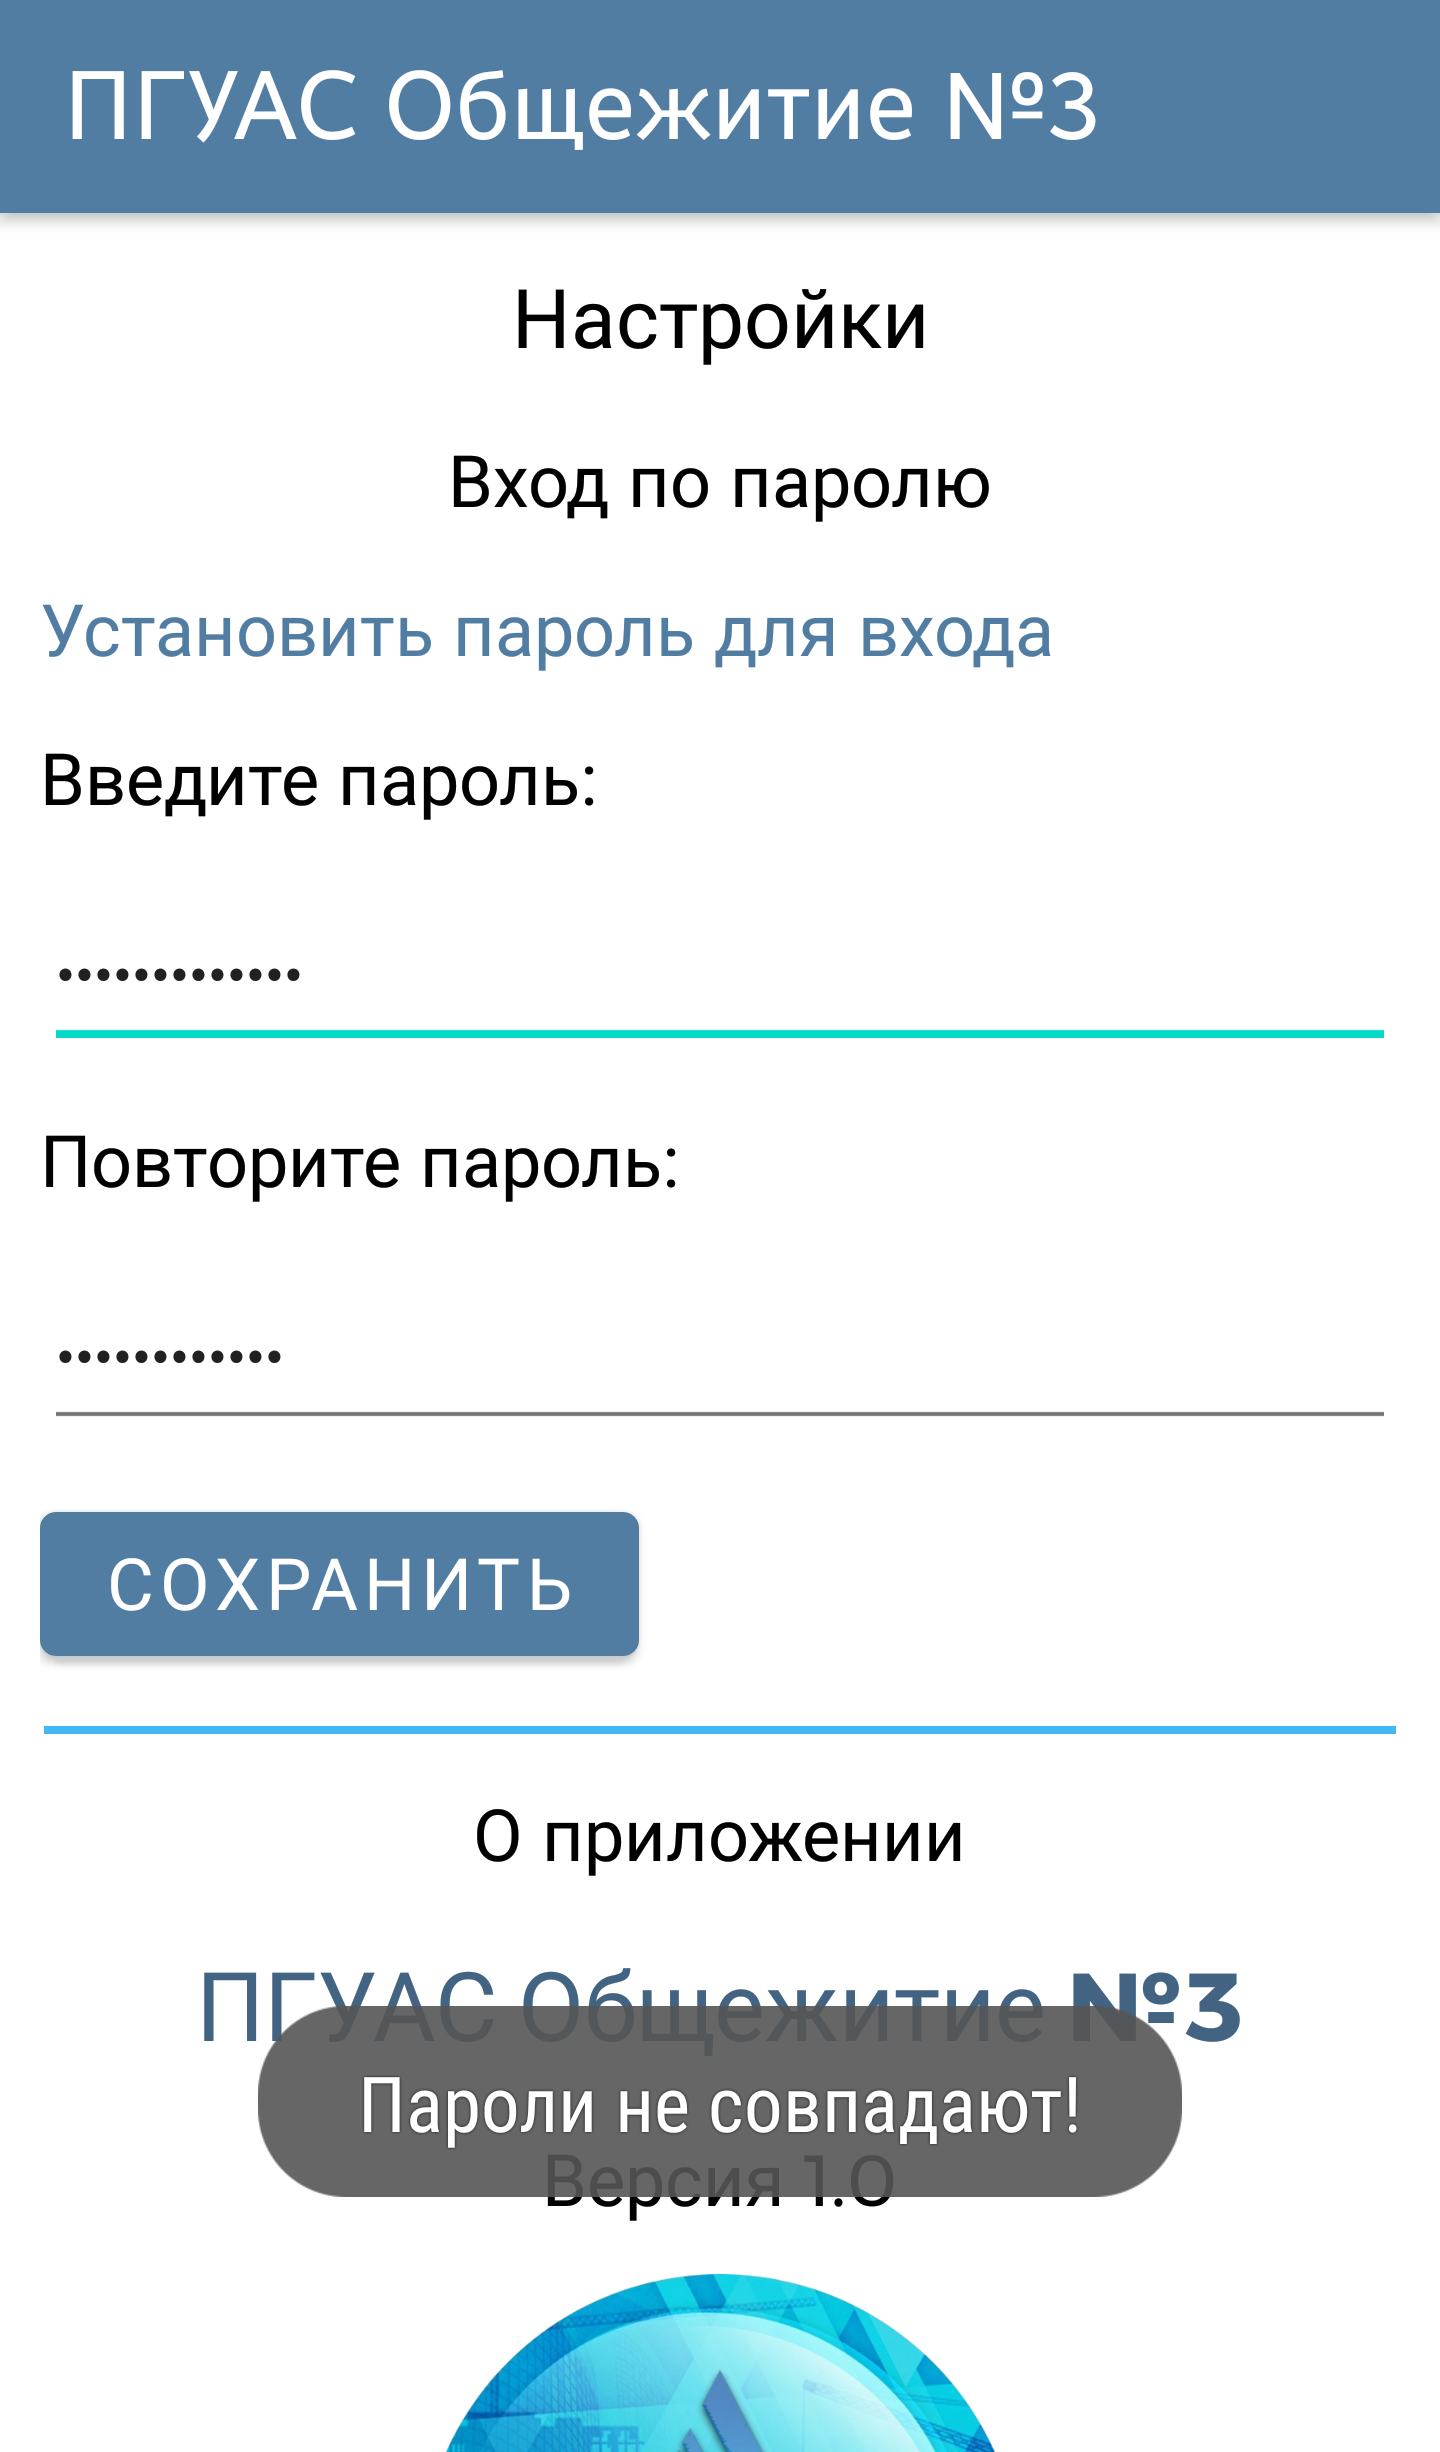 ПГУАС Общежитие №3
Настройки
Вход по паролю
Установить пароль для входа
Введите пароль:
•••••••••••••
Повторите пароль:
••••••••••••
СОХРАНИТЬ
О приложении
ПГУАС Общежитие №3
Пароли не совпадают!
Версия 1.0